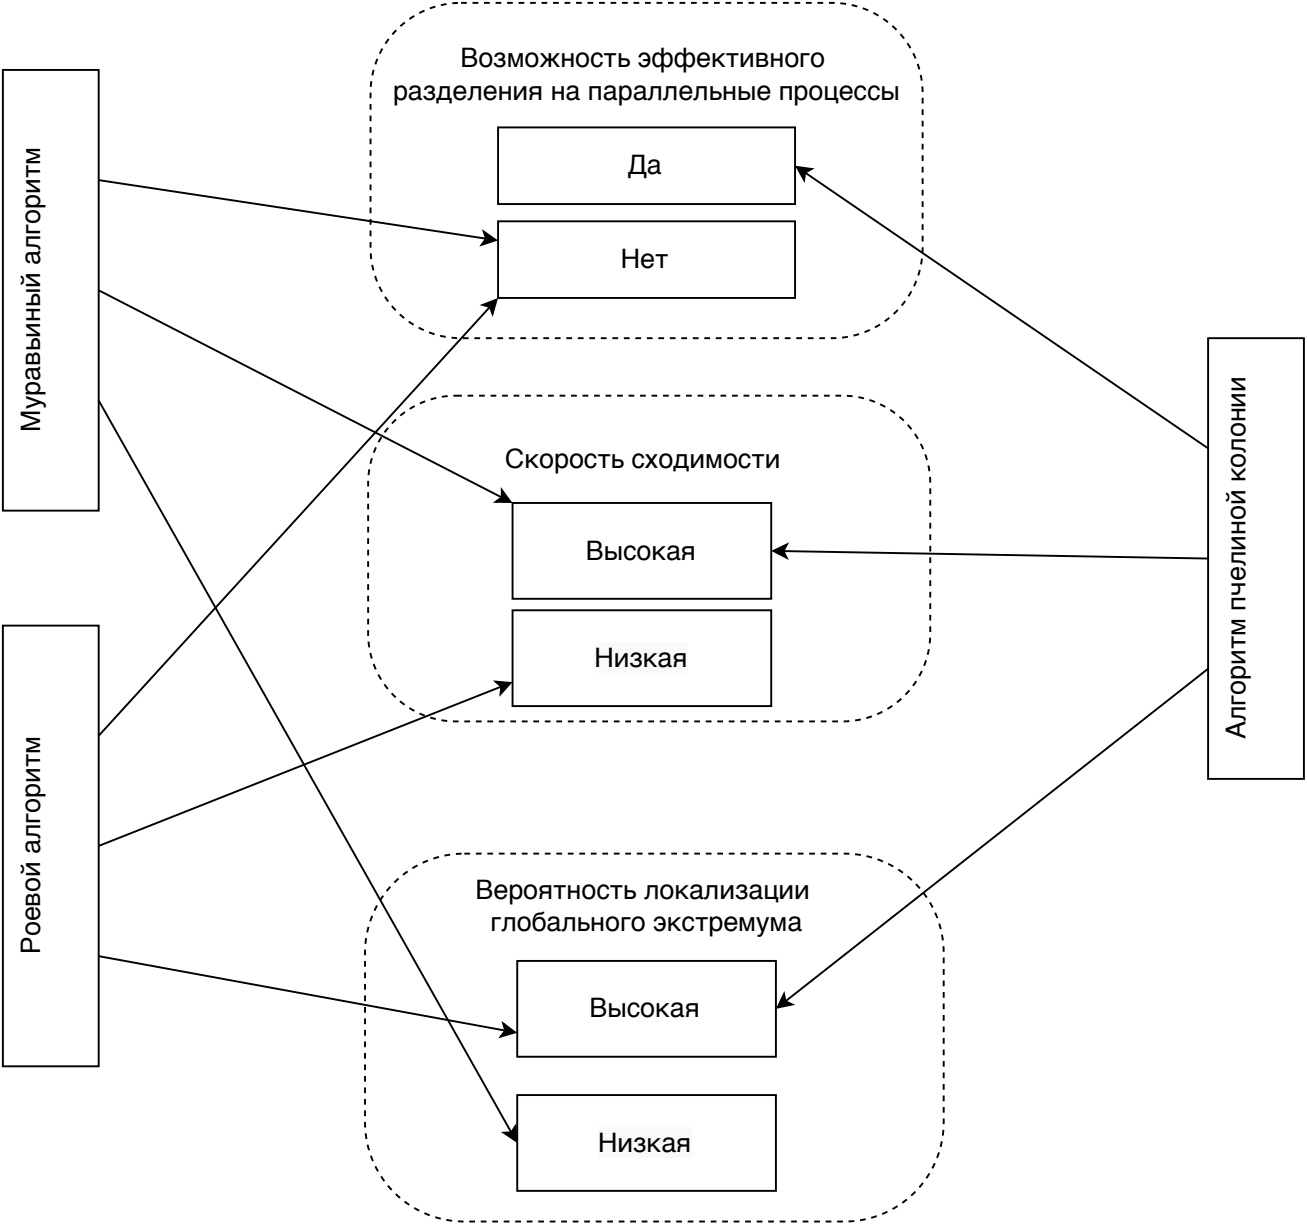 Возможность эффективного
разделения на параллельные процессы
Да
Нет
Муравьиный алгоритм
Скорость сходимости
Высокая
Низкая
Алгоритм пчелиной колонии
Роевой алгоритм
Вероятность локализации
глобального экстремума
Высокая
Низкая